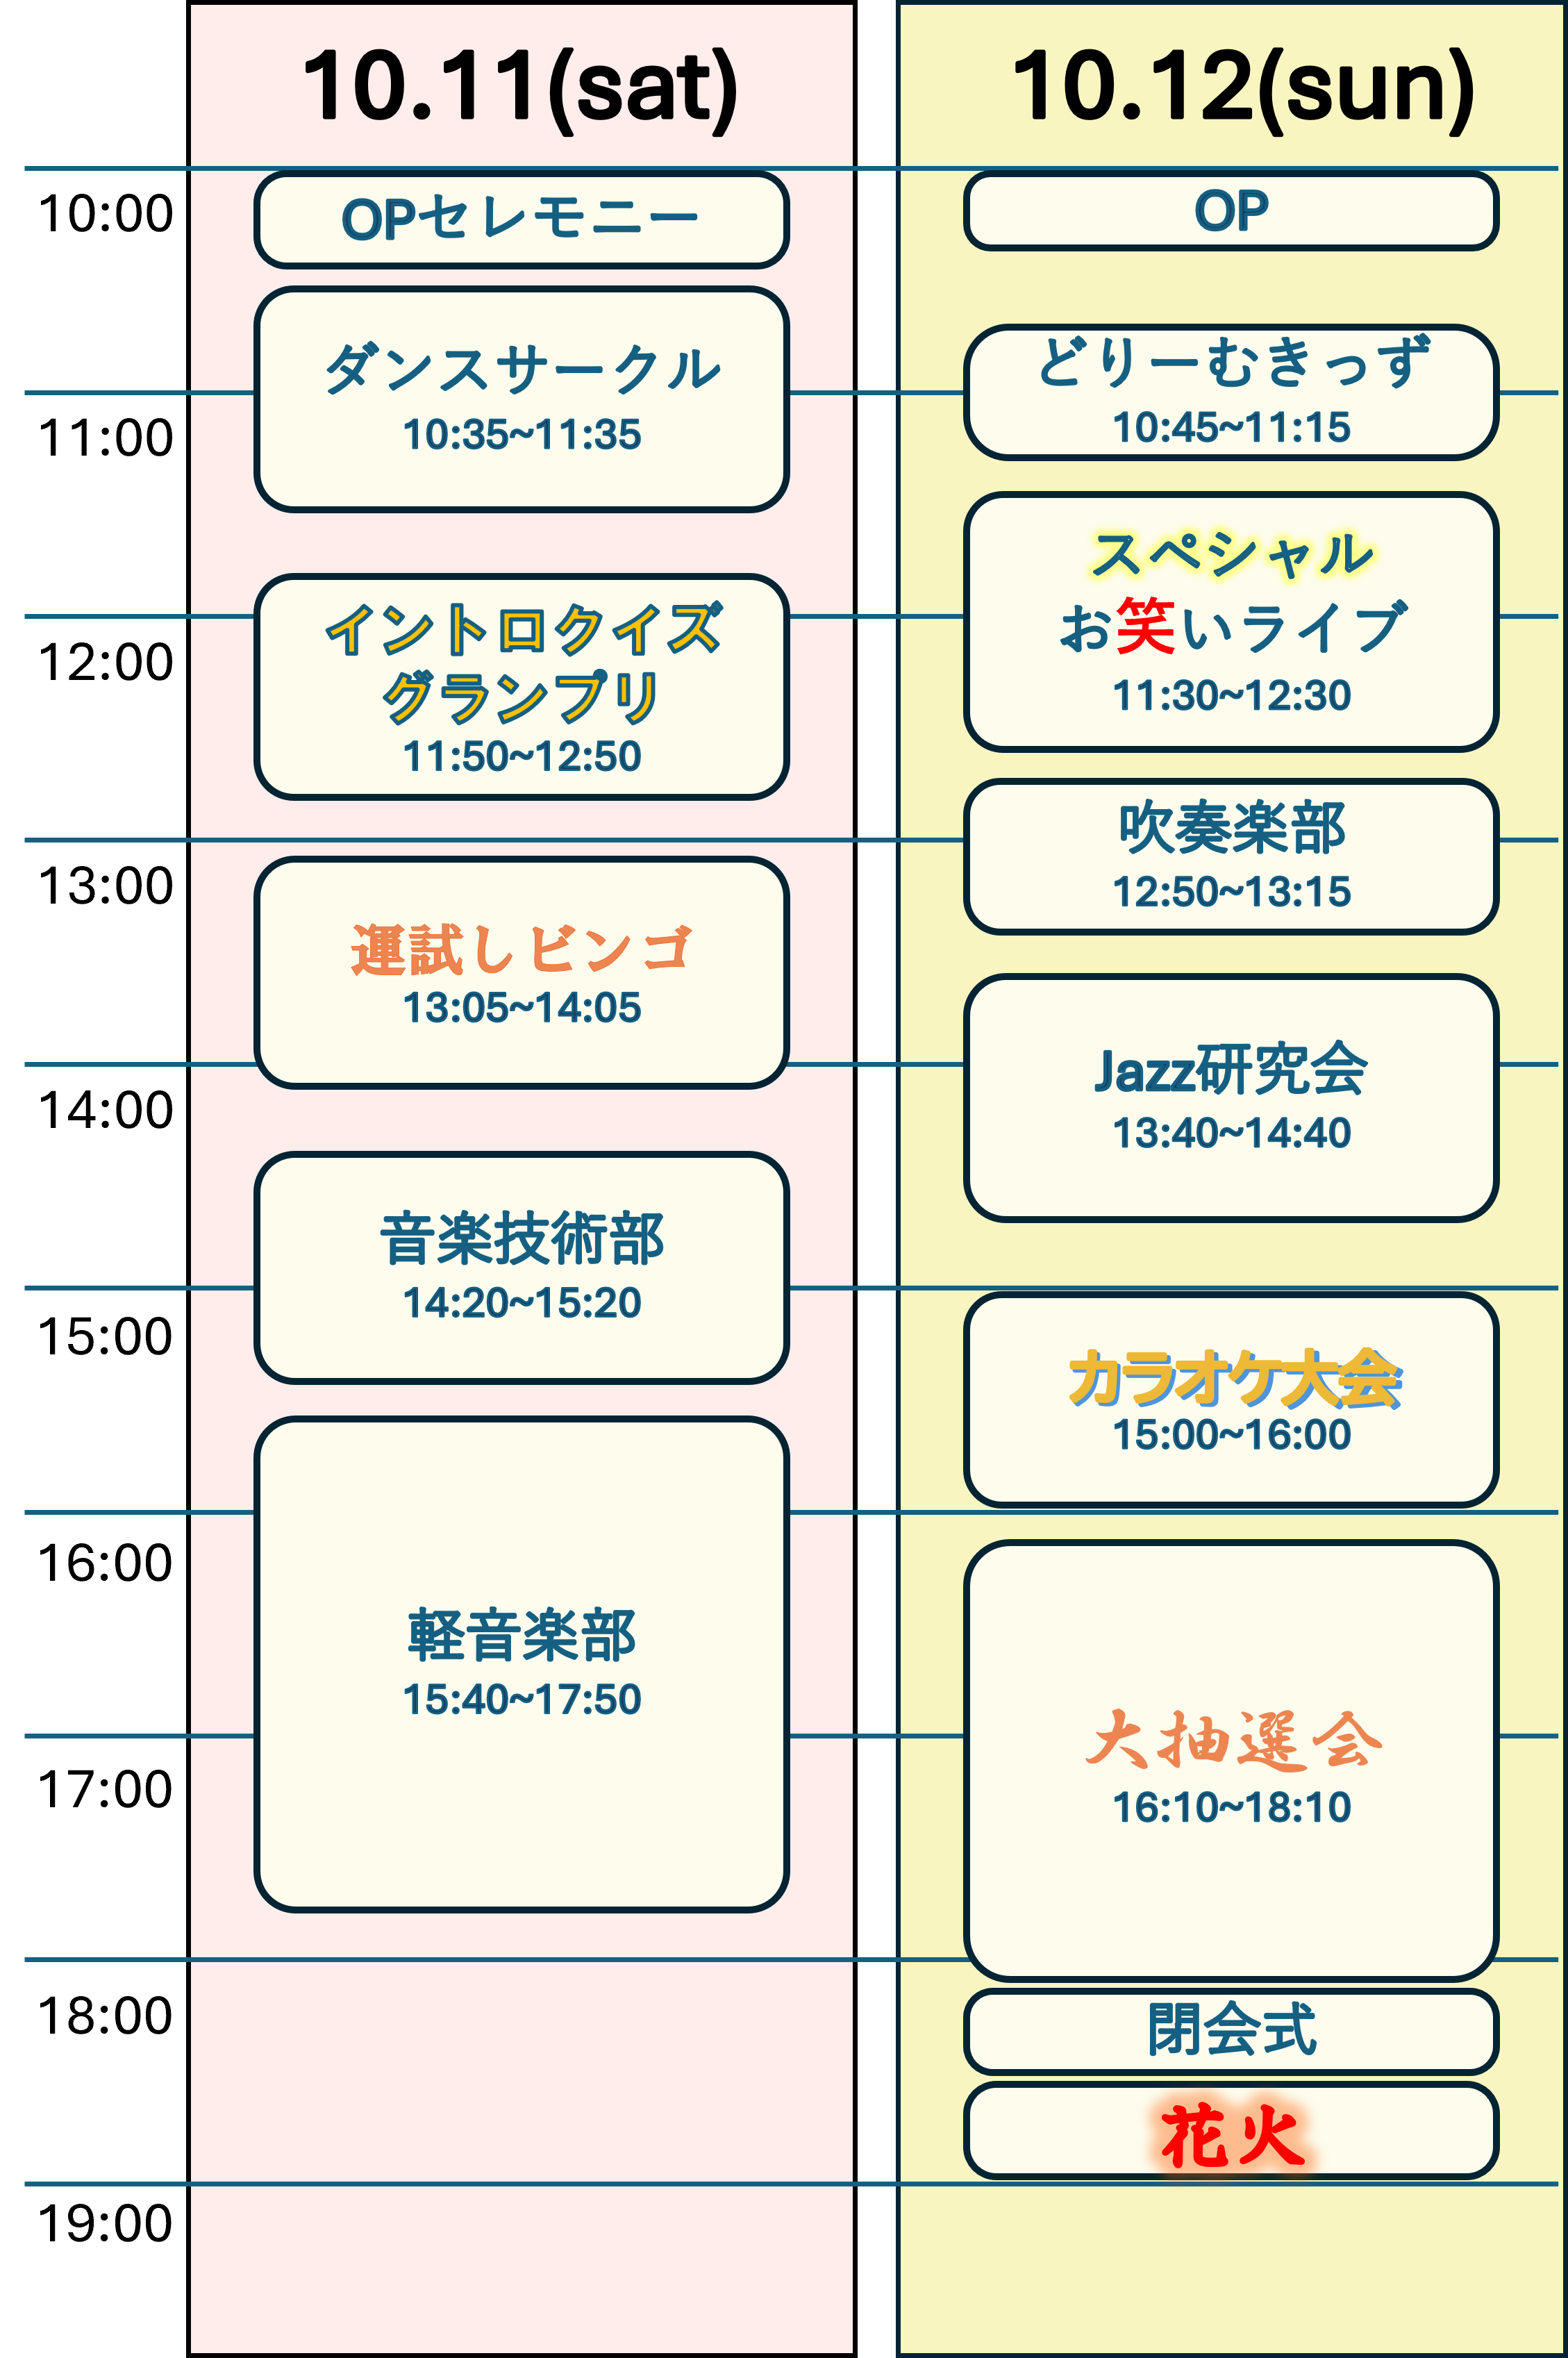 10.11(sat)
10.12(sun)
10:00
11:00
12:00
13:00
14:00
15:00
16:00
17:00
18:00
19:00
OPセレモニー
ダンスサークル
10:35~11:35
イントロクイズ
グランプリ
11:50~12:50
運試しビンゴ
13:05~14:05
音楽技術部
14:20~15:20
軽音楽部
15:40~17:50
OP
どりーむきっず
10:45~11:15
スペシャル
お笑いライブ
11:30~12:30
吹奏楽部
12:50~13:15
Jazz研究会
13:40~14:40
カラオケ大会
15:00~16:00
大抽選会
16:10~18:10
閉会式
花火